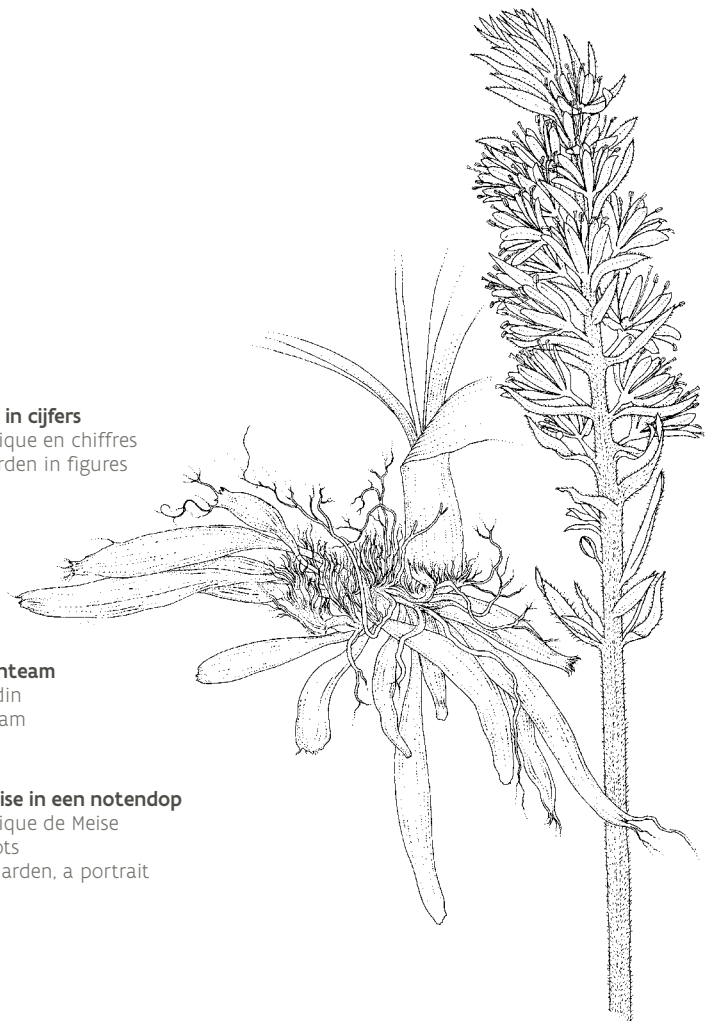 in cijfers
ique en chiffres
rden in figures
nteam
din
am
ise in een notendop
ique de Meise
ots
arden, a portrait